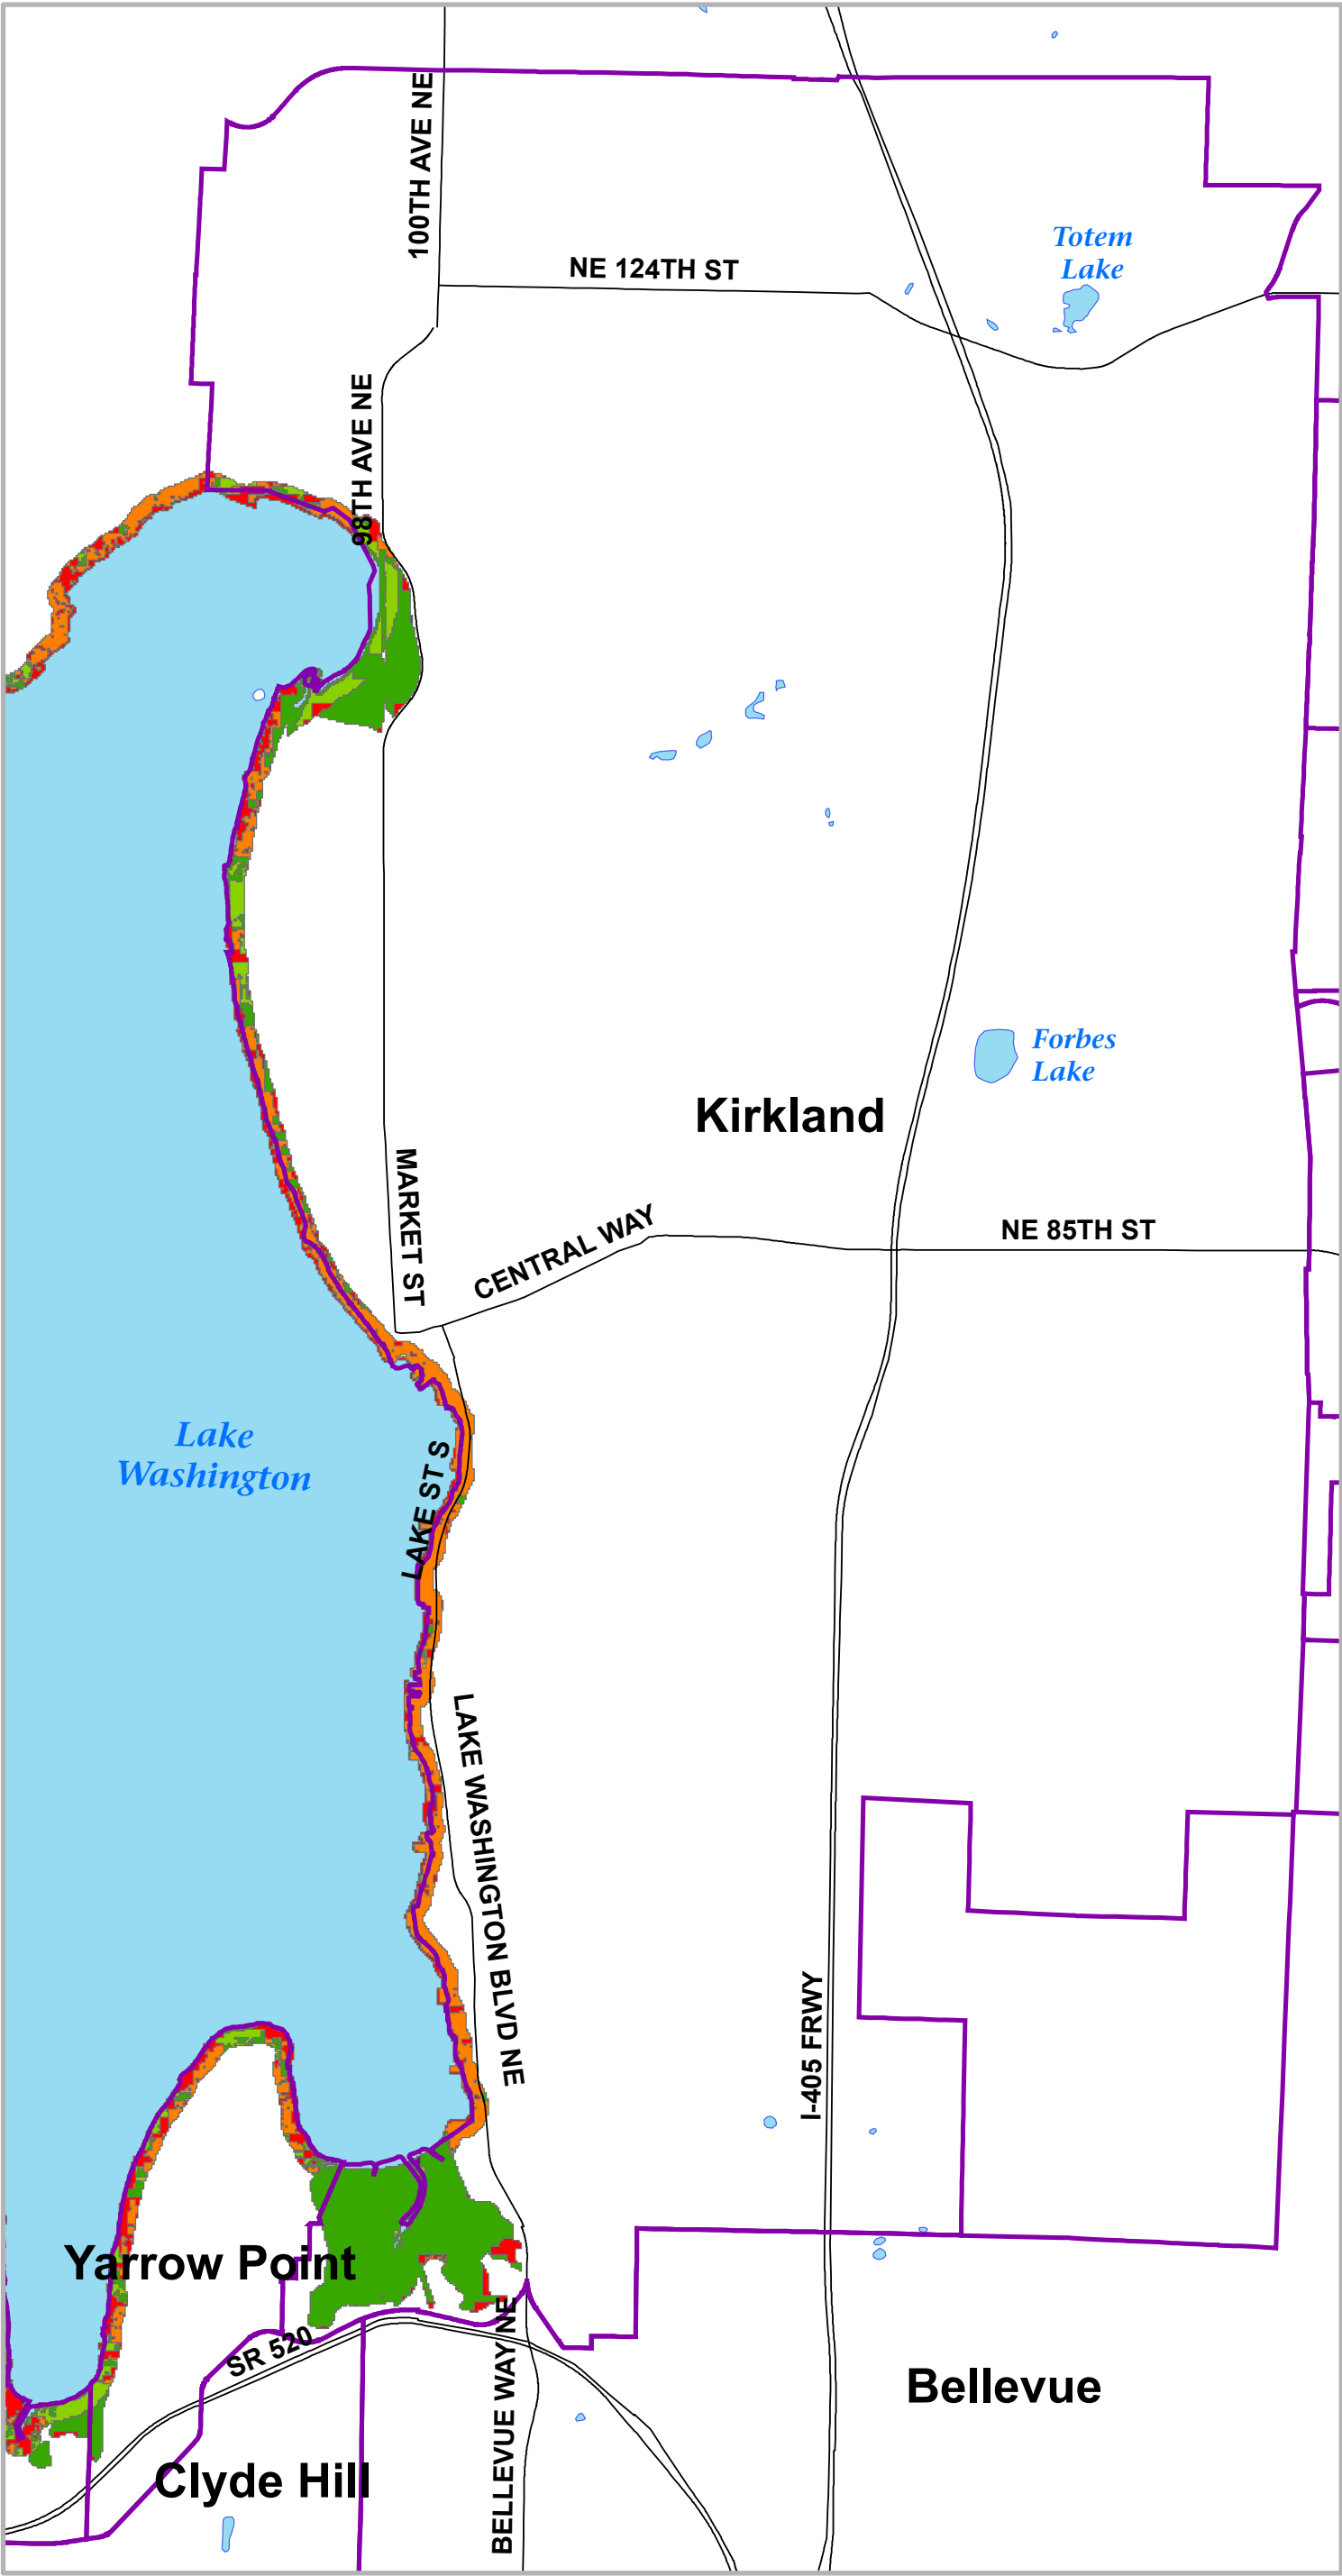 100TH AVE NE
Totem
Lake
NE 124TH ST
98TH AVE NE
Forbes
Lake
Kirkland
MARKET ST
CENTRAL WAY
NE 85TH ST
Lake
Washington
LAKE ST S
LAKE WASHINGTON BLVD NE
I-405 FRWY
Yarrow Point
SR 520
BELLEVUE WAY NE
Bellevue
Clyde Hill